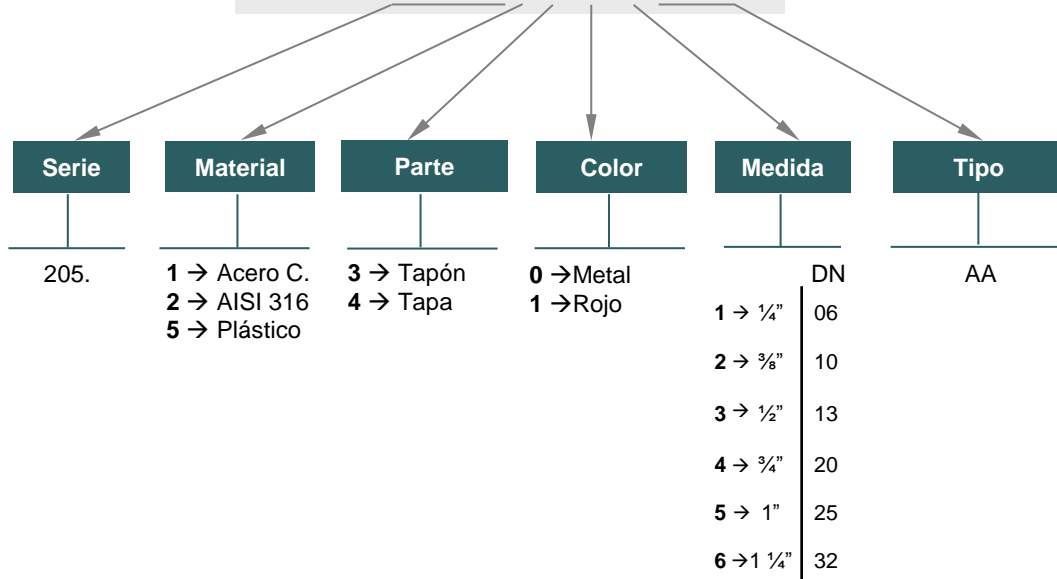 Serie Material Parte Color Medida Tipo
205. 1 → Acero C. 3 → Tapón 0 →Metal DN AA
2 → AISI 316 4 → Tapa 1 →Rojo
5 → Plástico
1 → ¼” 06
2 → ⅜” 10
3 → ½” 13
4 → ¾” 20
5 → 1” 25
6 →1 ¼” 32